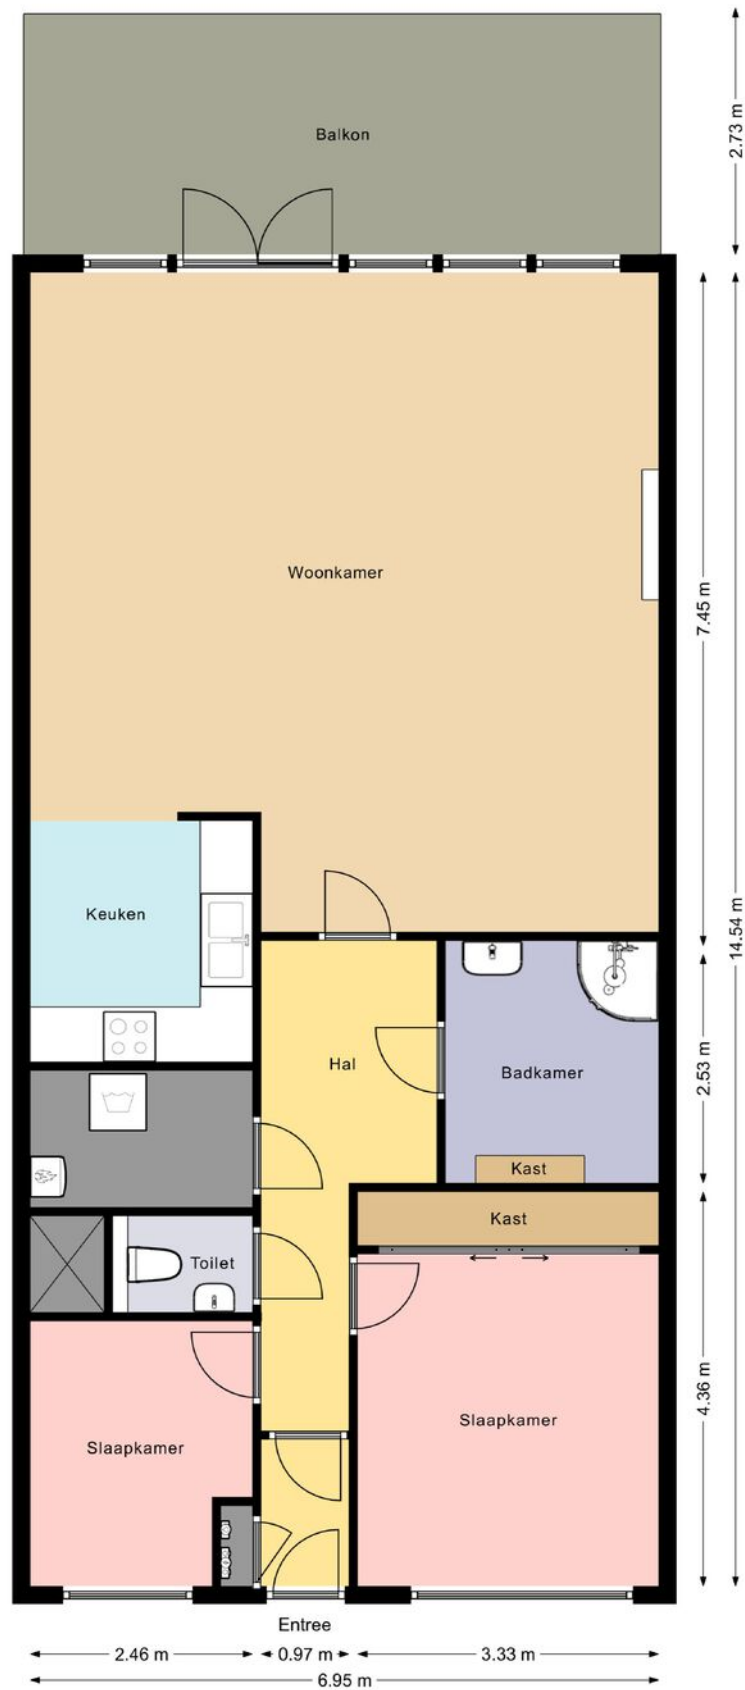 Balkon
2.73 m
Woonkamer
7.45 m
14.54 m
Keuken
Hal
Badkamer
2.53 m
Kast
Kast
Toilet
Slaapkamer
Slaapkamer
4.36 m
Entree
2.46 m
0.97 m
3.33 m
6.95 m